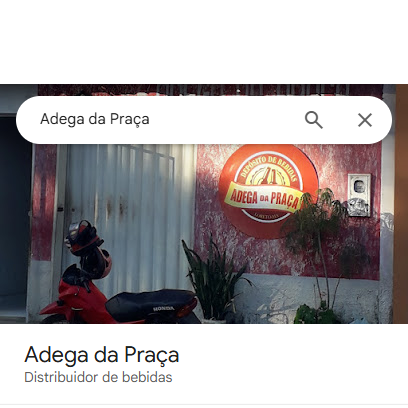 Adega da Praça
DEPÓSITO DE BEBIDAS
ADEGA DA PRAÇA
HONDA
Adega da Praça
Distribuidor de bebidas